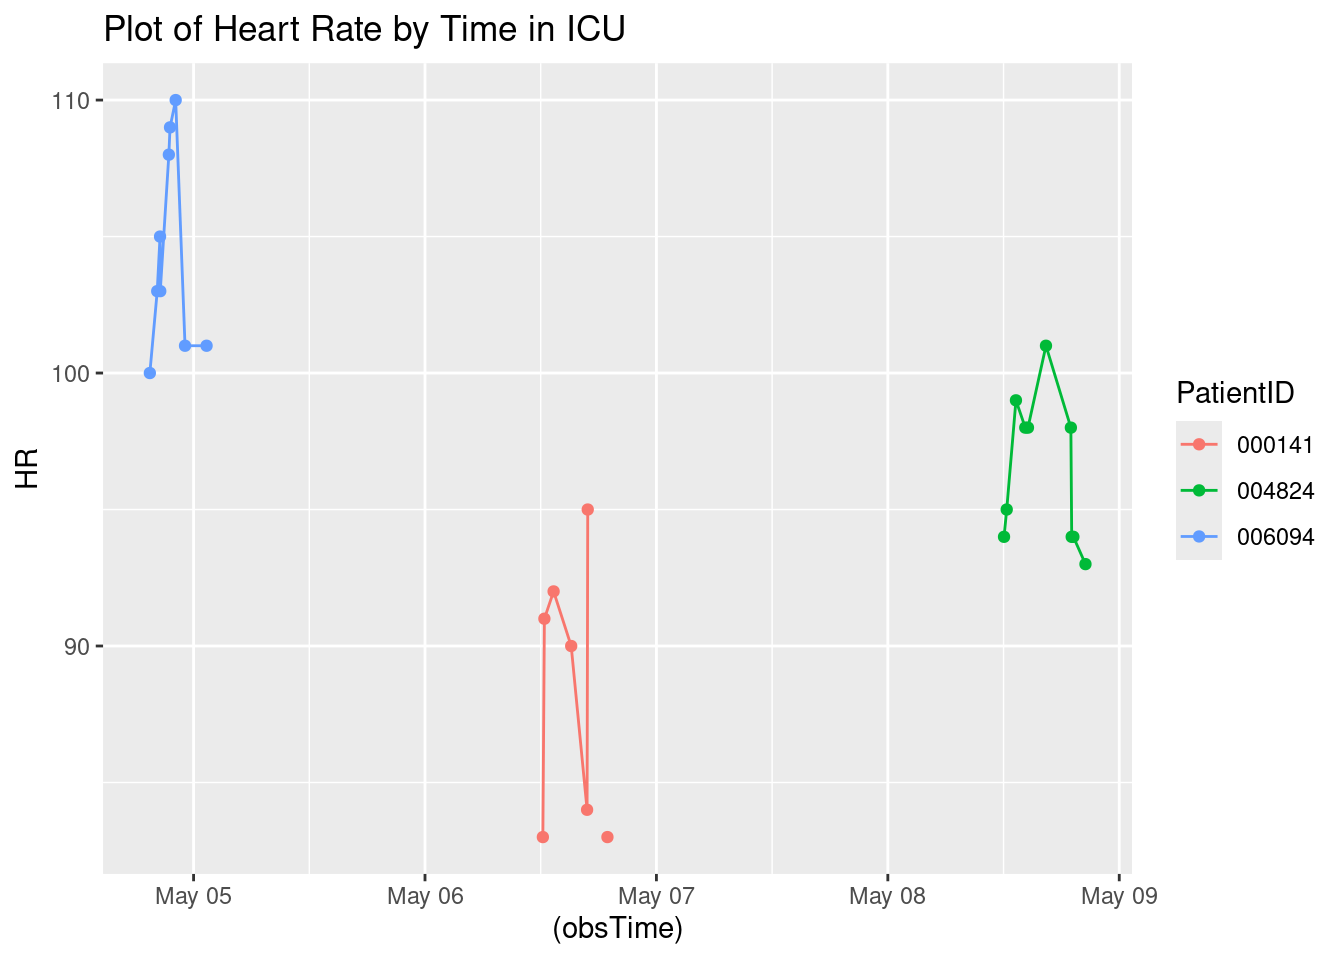 Plot of Heart Rate by Time in ICU
110
100
90
HR
May 05
May 06
May 07
May 08
May 09
(obsTime)
PatientID
000141
004824
006094